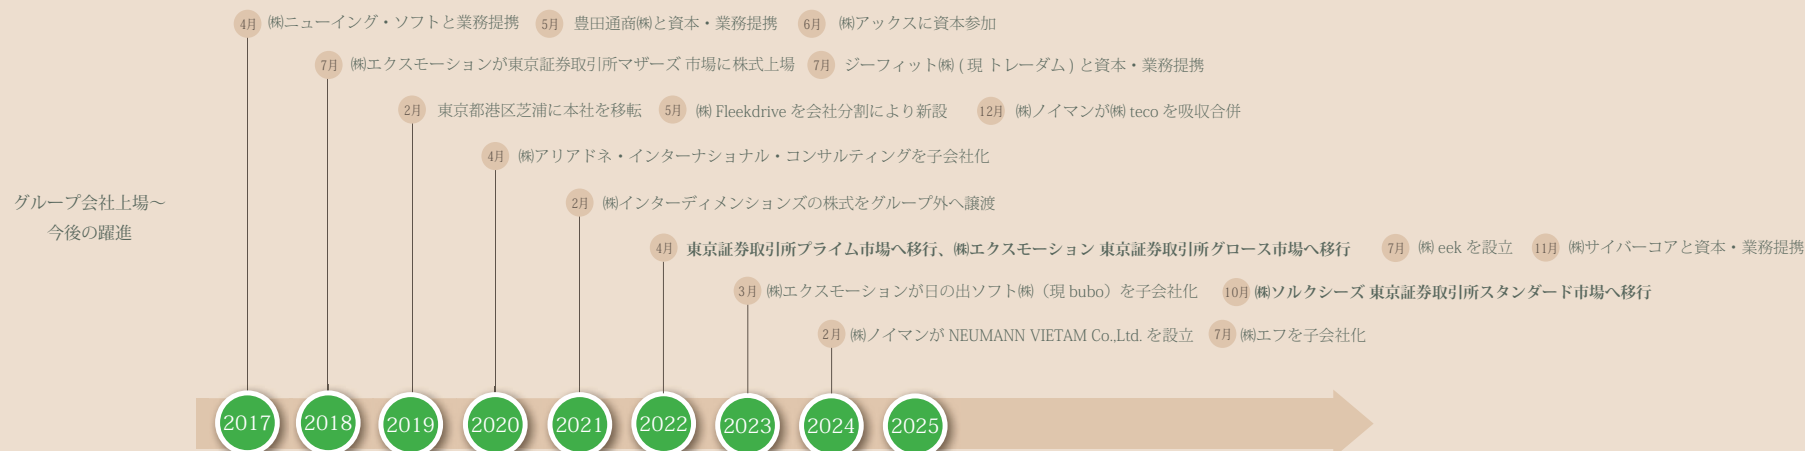 4月 ㈱ニューイング・ソフトと業務提携 5月 豊田通商㈱と資本・業務提携 6月 ㈱アックスに資本参加
7月 ㈱エクスモーションが東京証券取引所マザーズ 市場に株式上場 7月 ジーフィット㈱ ( 現 トレーダム ) と資本・業務提携
2月 東京都港区芝浦に本社を移転 5月 ㈱ Fleekdrive を会社分割により新設 12月 ㈱ノイマンが㈱ teco を吸収合併
4月 ㈱アリアドネ・インターナショナル・コンサルティングを子会社化
グループ会社上場～
今後の躍進
2月 ㈱インターディメンションズの株式をグループ外へ譲渡
4月 東京証券取引所プライム市場へ移行、㈱エクスモーション 東京証券取引所グロース市場へ移行 7月 ㈱ eek を設立 11月 ㈱サイバーコアと資本・業務提携
3月 ㈱エクスモーションが日の出ソフト㈱（現 bubo）を子会社化 10月 ㈱ソルクシーズ 東京証券取引所スタンダード市場へ移行
2月 ㈱ノイマンが NEUMANN VIETAM Co.,Ltd. を設立 7月 ㈱エフを子会社化
2017 2018 2019 2020 2021 2022 2023 2024 2025